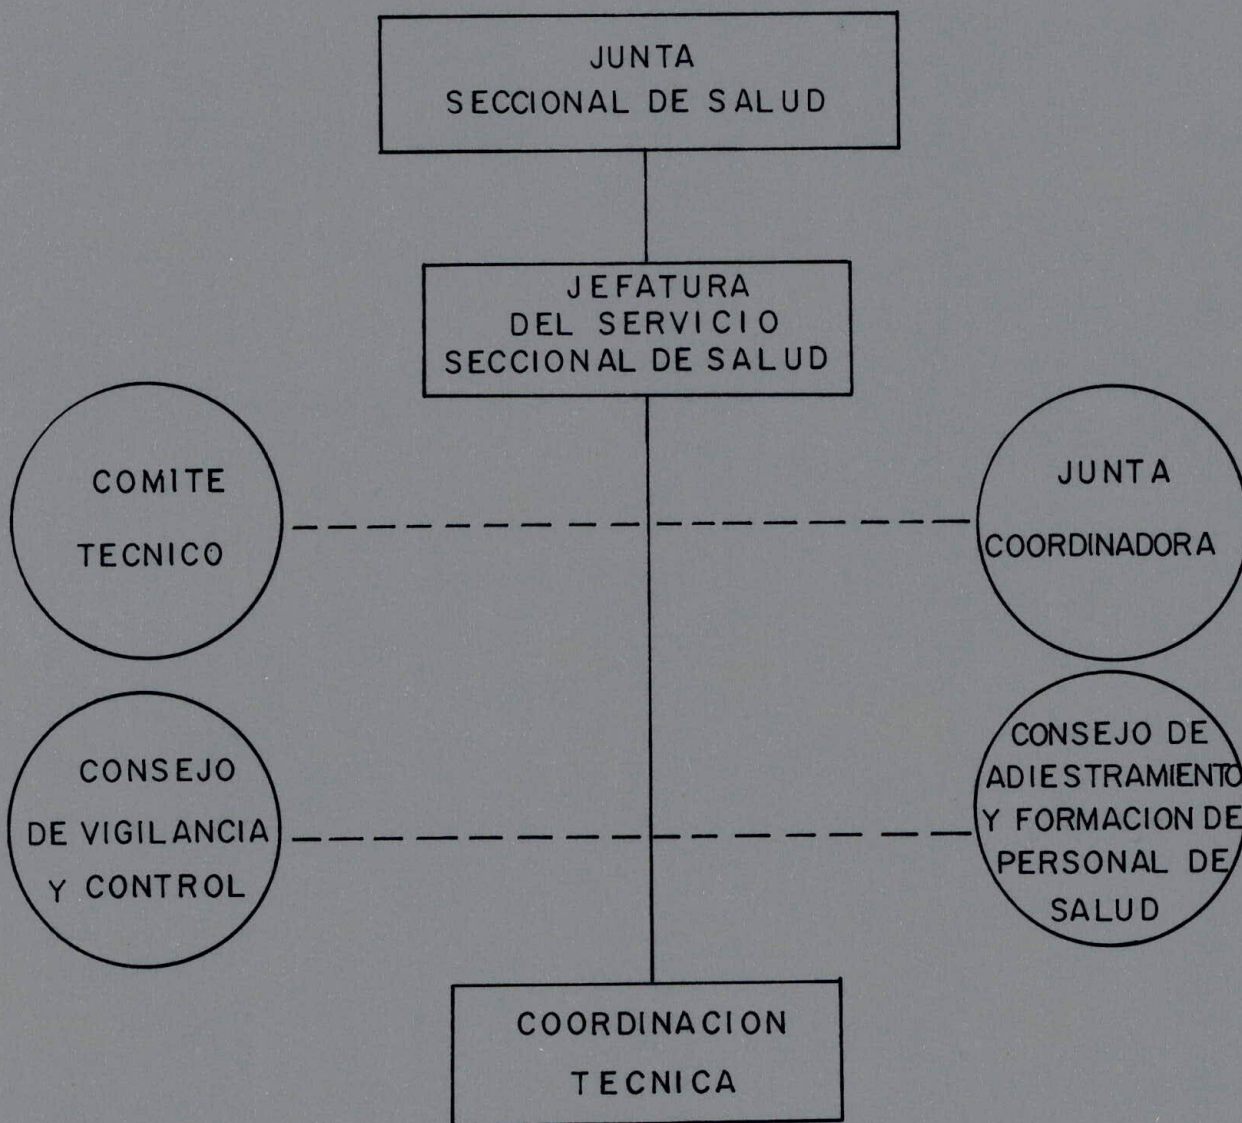 JUNTA
SECCIONAL DE SALUD
JEFATURA
DEL SERVICIO
SECCIONAL DE SALUD
COMITE
TECNICO
JUNTA
COORDINADORA
CONSEJO
DE VIGILANCIA
Y CONTROL
CONSEJO DE
ADIESTRAMIENTO
Y FORMACION DE
PERSONAL DE
SALUD
COORDINACION
TECNICA